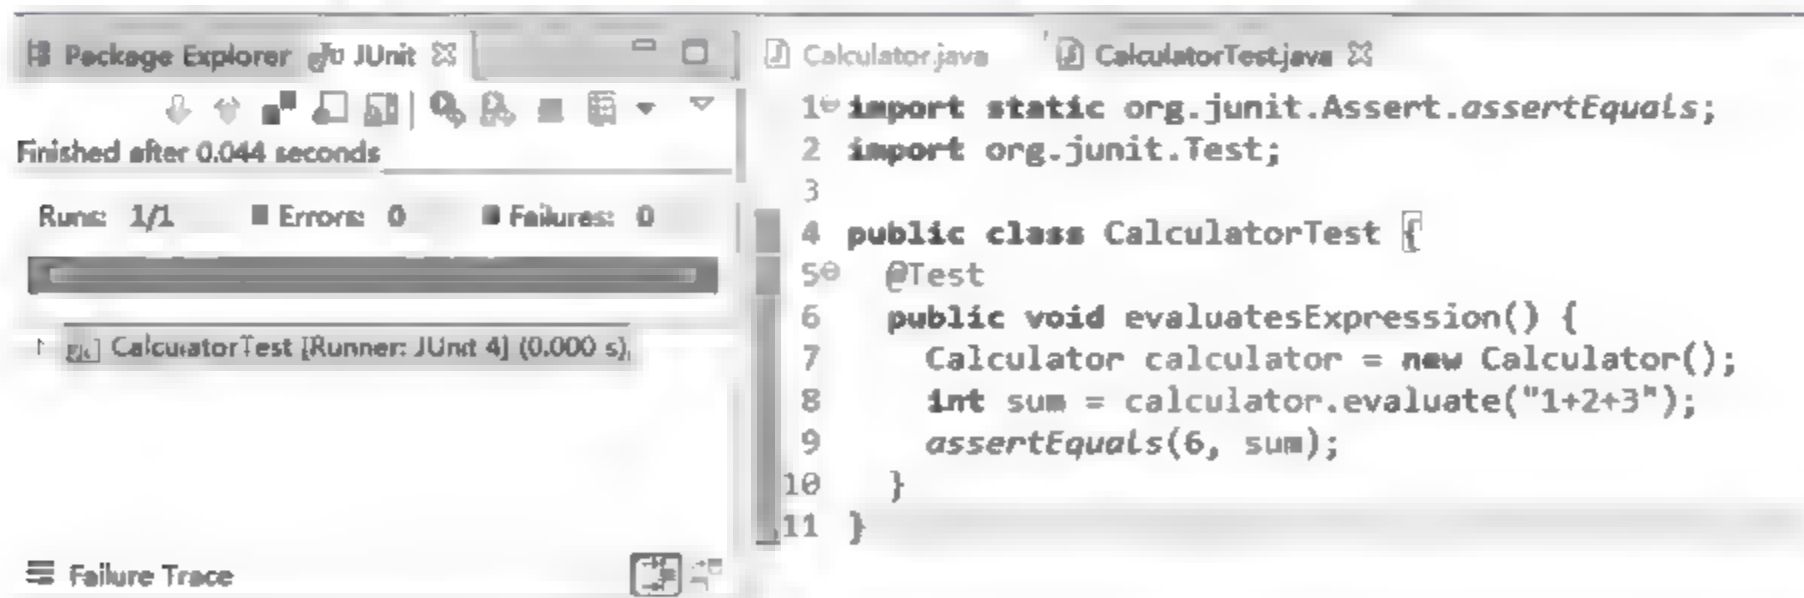 Package Explorer JUnit
Finished after 0.044 seconds
Runs: 1/1 Errors: 0 Failures: 0
CalculatorTest [Runner: JUnit 4] (0.000 s)
Failure Trace
Calculator.java CalculatorTest.java
1 import static org.junit.Assert.assertEquals;
2 import org.junit.Test;
3
4 public class CalculatorTest {
5 @Test
6 public void evaluatesExpression() {
7 Calculator calculator = new Calculator();
8 int sum = calculator.evaluate("1+2+3");
9 assertEquals(6, sum);
10 }
11 }